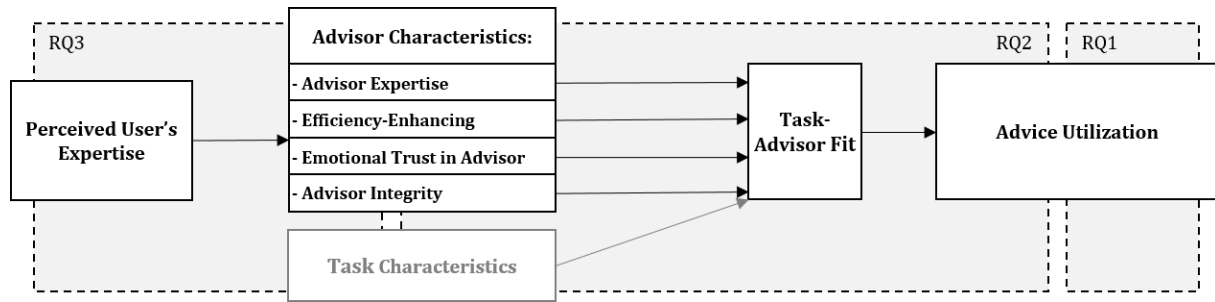 RQ3
Perceived User's
Expertise
Advisor Characteristics:
- Advisor Expertise
- Efficiency-Enhancing
- Emotional Trust in Advisor
- Advisor Integrity
Task Characteristics
RQ2
Task-
Advisor Fit
RQ1
Advice Utilization